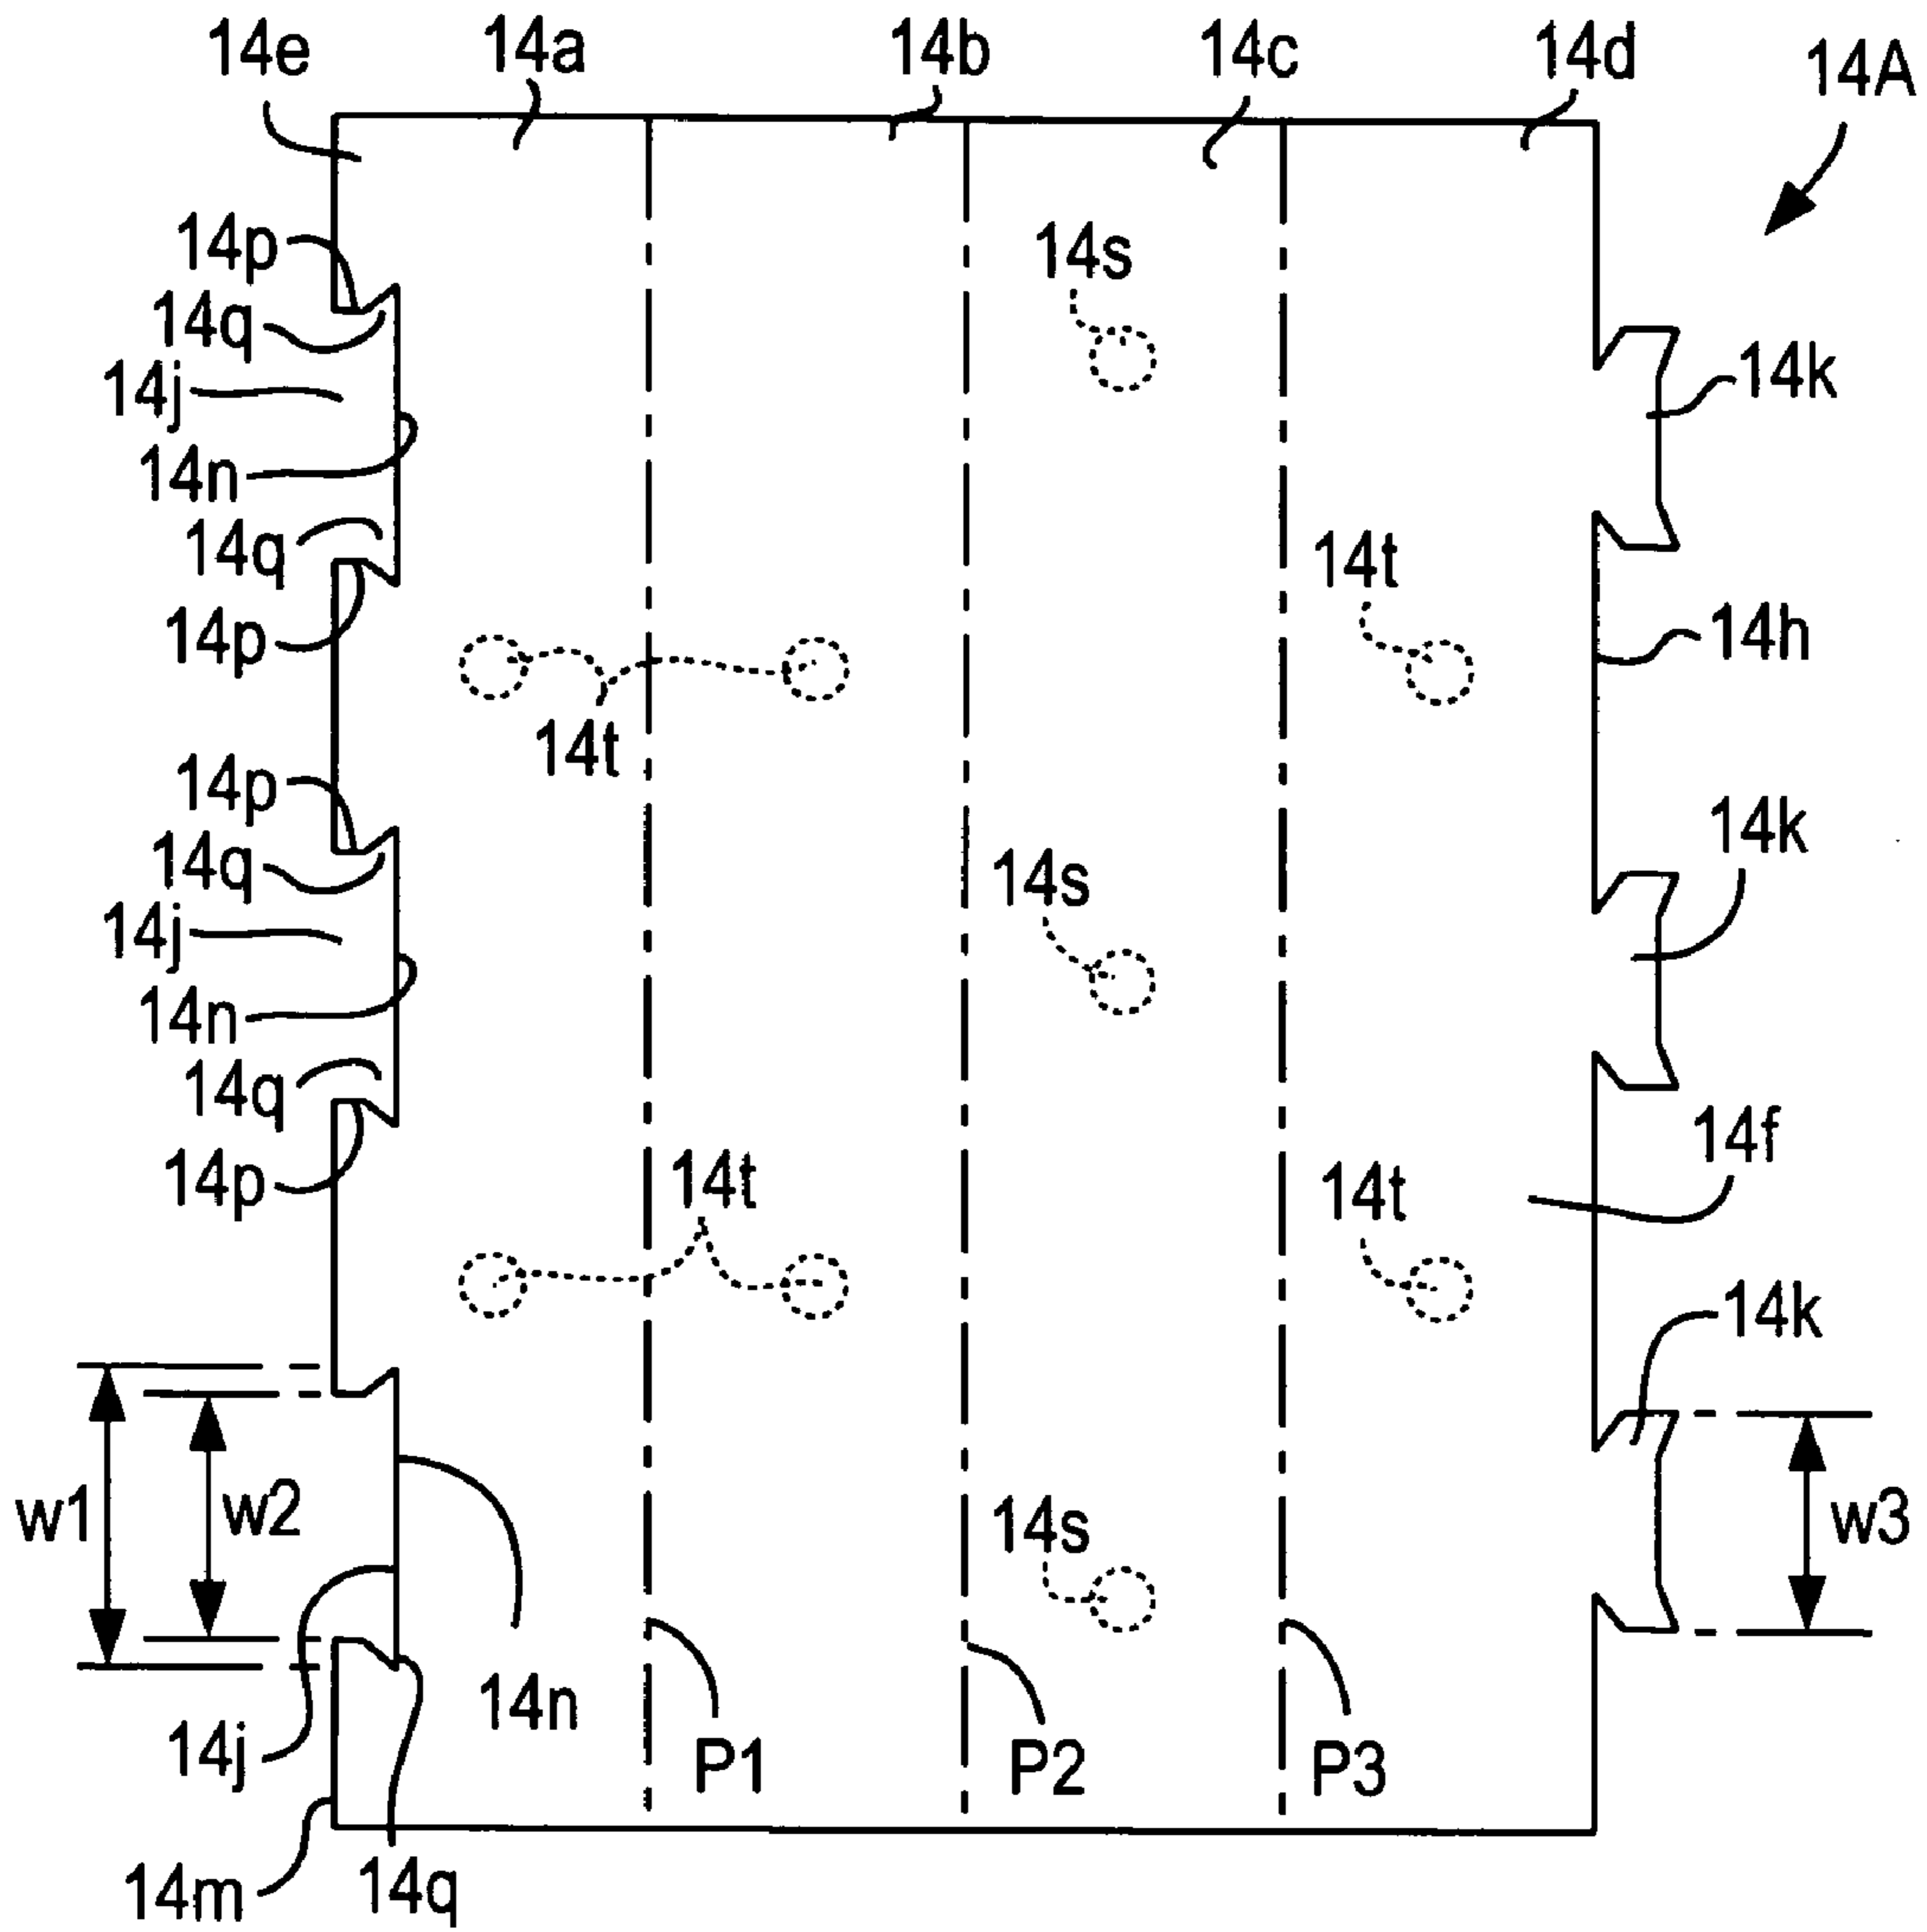 14e 14a 14b 14c 14d 14A
14p 14s
14q
14j 14k
14n
14q 14t
14p 14h
14t
14p
14q 14s 14k
14j
14n
14q
14p 14t 14t 14f
14k
w1 w2 14s w3
14n
14j P1 P2 P3
14m 14q